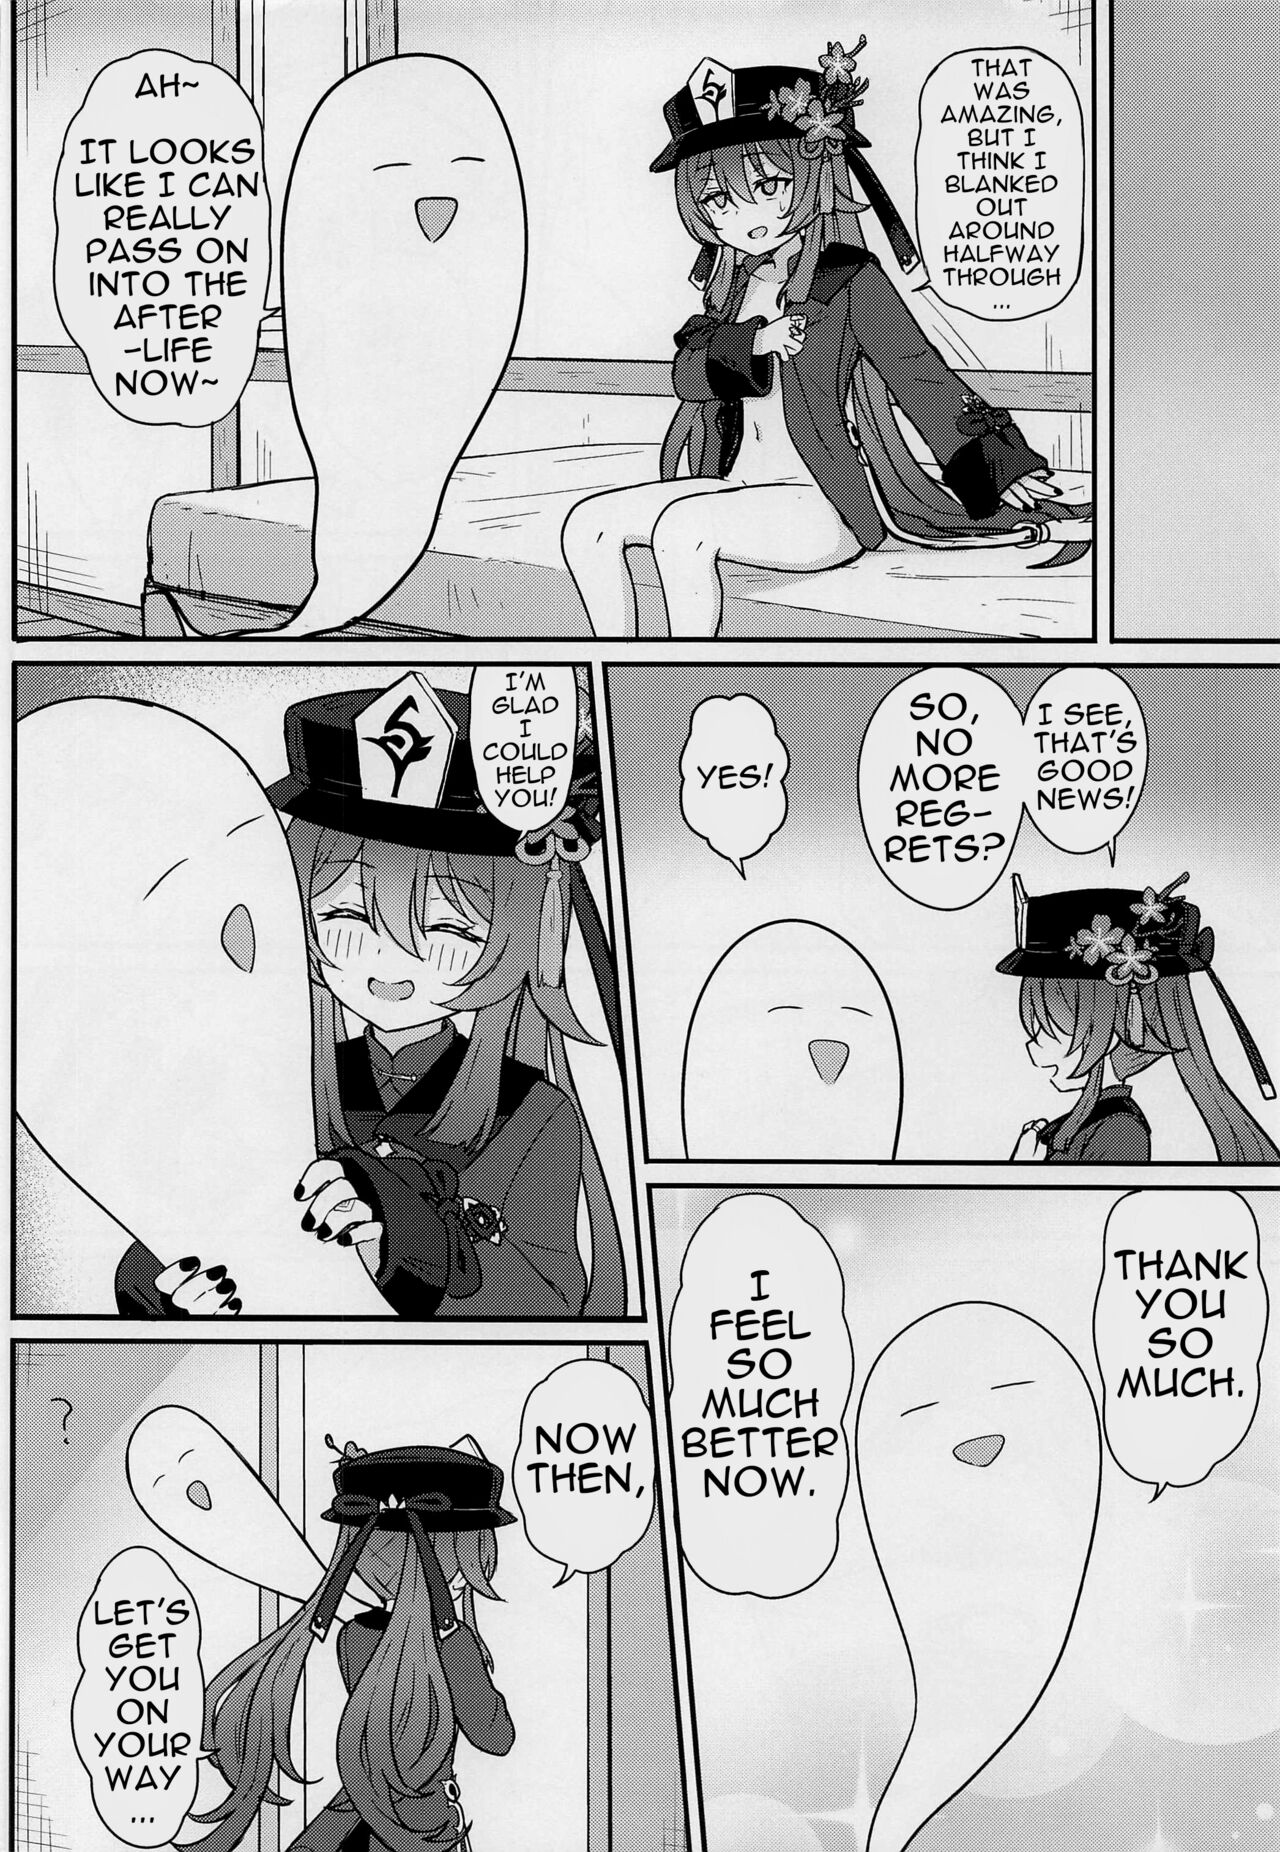 THAT
WAS
AMAZING,
BUT I
THINK I
BLANKED
OUT
AROUND
HALFWAY
THROUGH
...
AH~
IT LOOKS
LIKE I CAN
REALLY
PASS ON
INTO THE
AFTER
-LIFE
NOW~
I SEE,
THAT'S
GOOD
NEWS!
SO,
NO
MORE
REG-
RETS?
YES!
I'M
GLAD
I
COULD
HELP
YOU!
THANK
YOU
SO
MUCH.
I
FEEL
SO
MUCH
BETTER
NOW.
NOW
THEN,
?
LET'S
GET
YOU
ON
YOUR
WAY
...